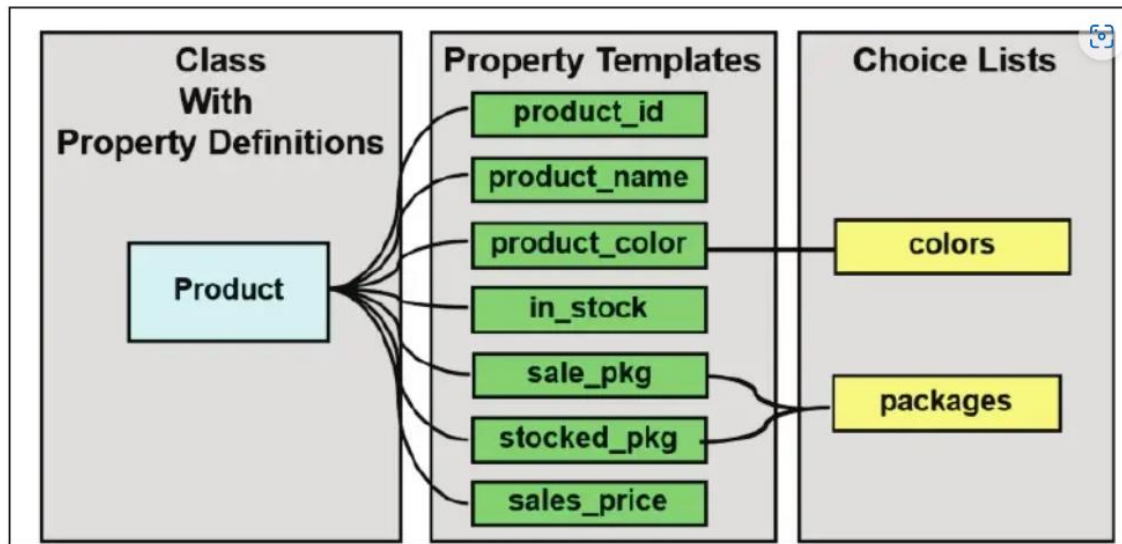 Class
With
Property Definitions
Product
Property Templates
product_id
product_name
product_color
in_stock
sale_pkg
stocked_pkg
sales_price
Choice Lists
colors
packages